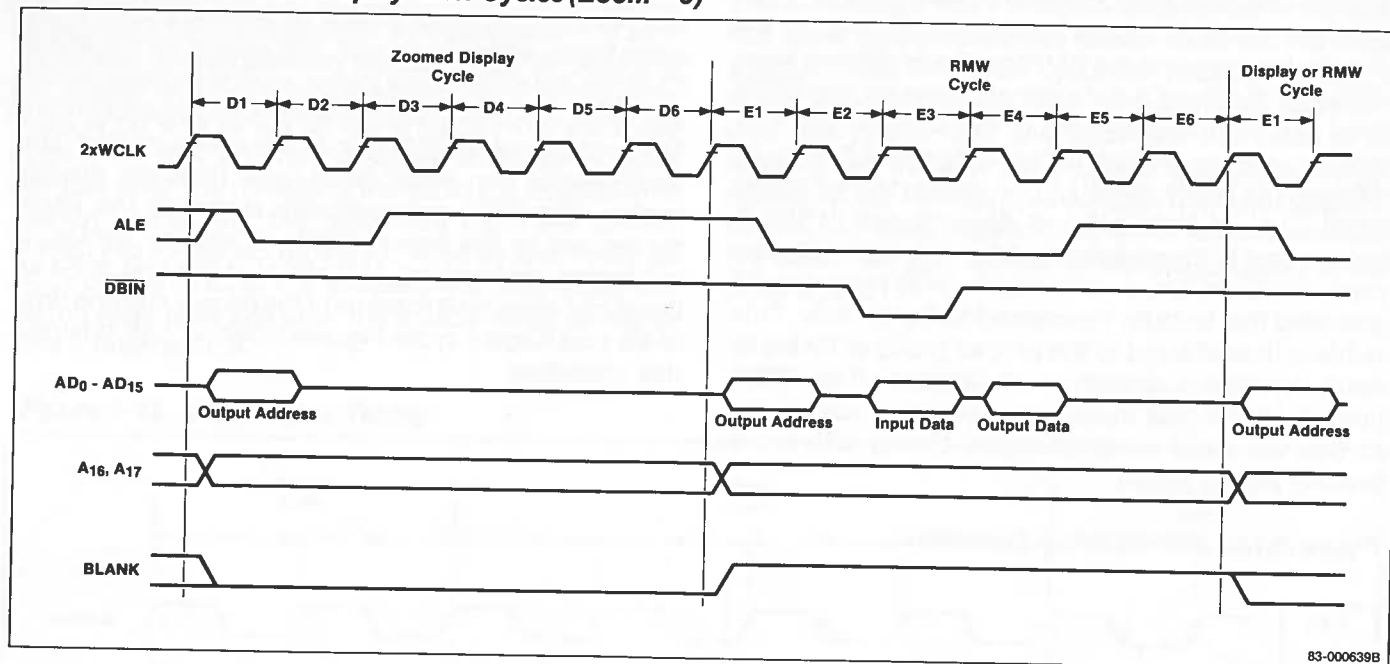 Zoomed Display
Cycle
RMW
Cycle
Display or RMW
Cycle
D1 D2 D3 D4 D5 D6 E1 E2 E3 E4 E5 E6 E1
2xWCLK
ALE
DBIN
AD0 - AD15
Output Address
Output Address
Input Data
Output Data
Output Address
A16, A17
BLANK
83-000639B